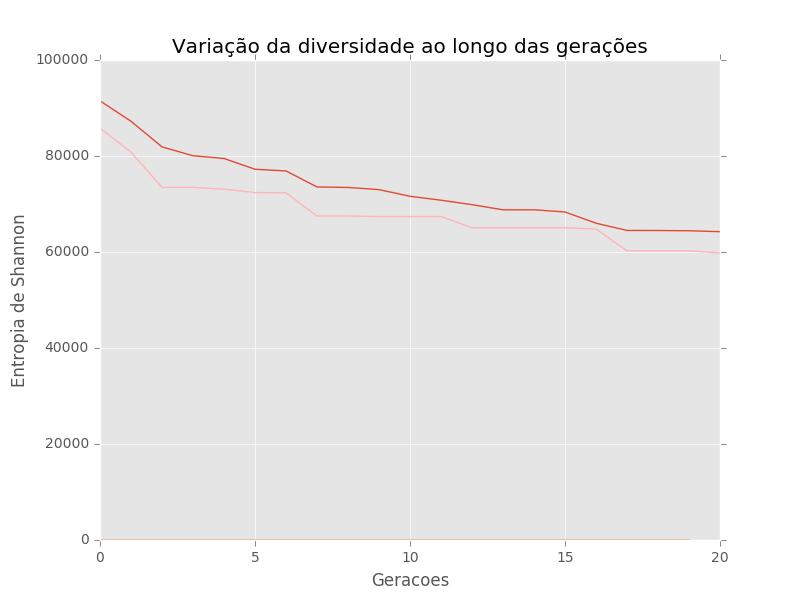 Variação da diversidade ao longo das gerações
100000
80000
60000
40000
20000
0
Entropia de Shannon
0 5 10 15 20
Geracoes